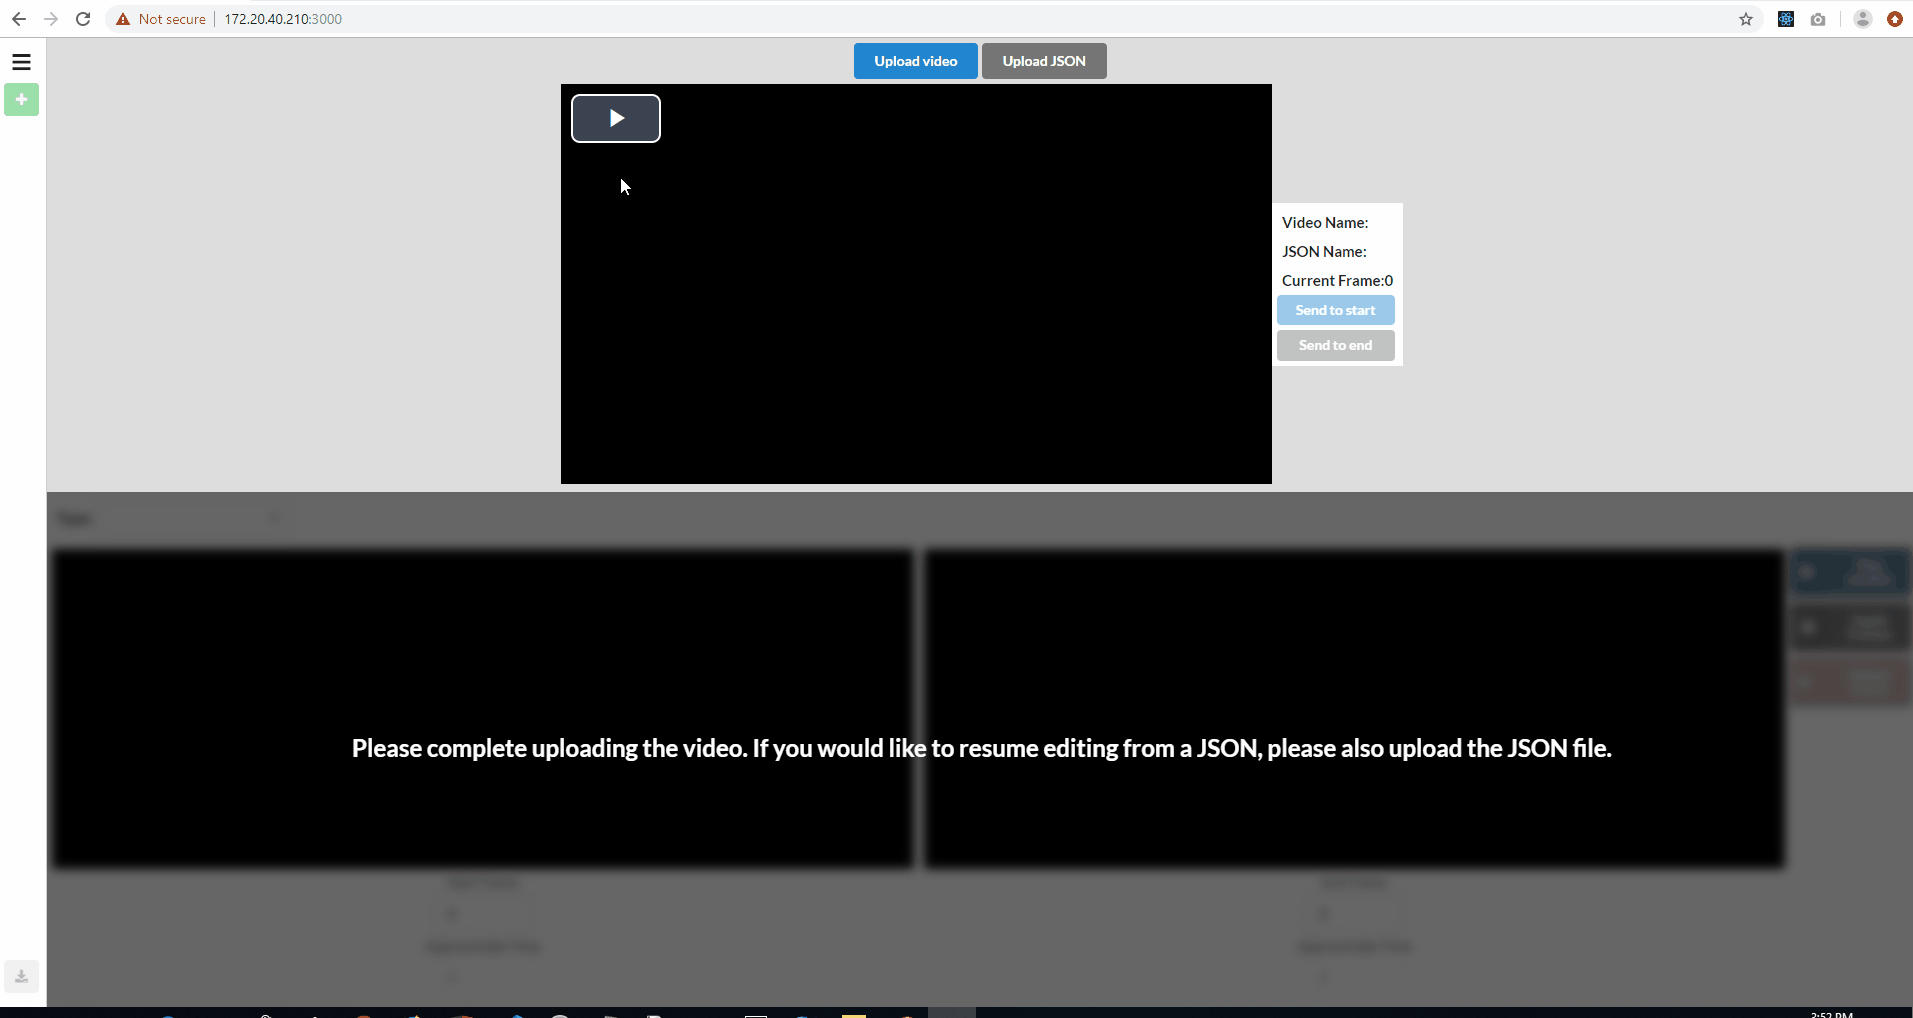 Not secure
172.20.40.210:3000
Upload video
Upload JSON
Video Name:
JSON Name:
Current Frame:0
Send to start
Send to end
Please complete uploading the video. If you would like to resume editing from a JSON, please also upload the JSON file.